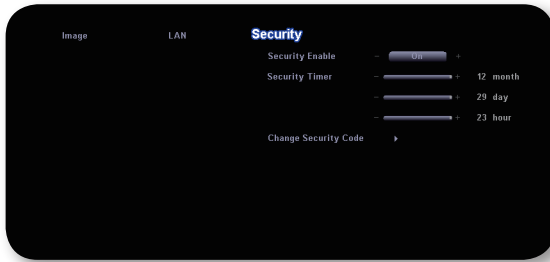 Image LAN Security
Security Enable − On +
Security Timer − + 12 month
− + 29 day
− + 23 hour
Change Security Code